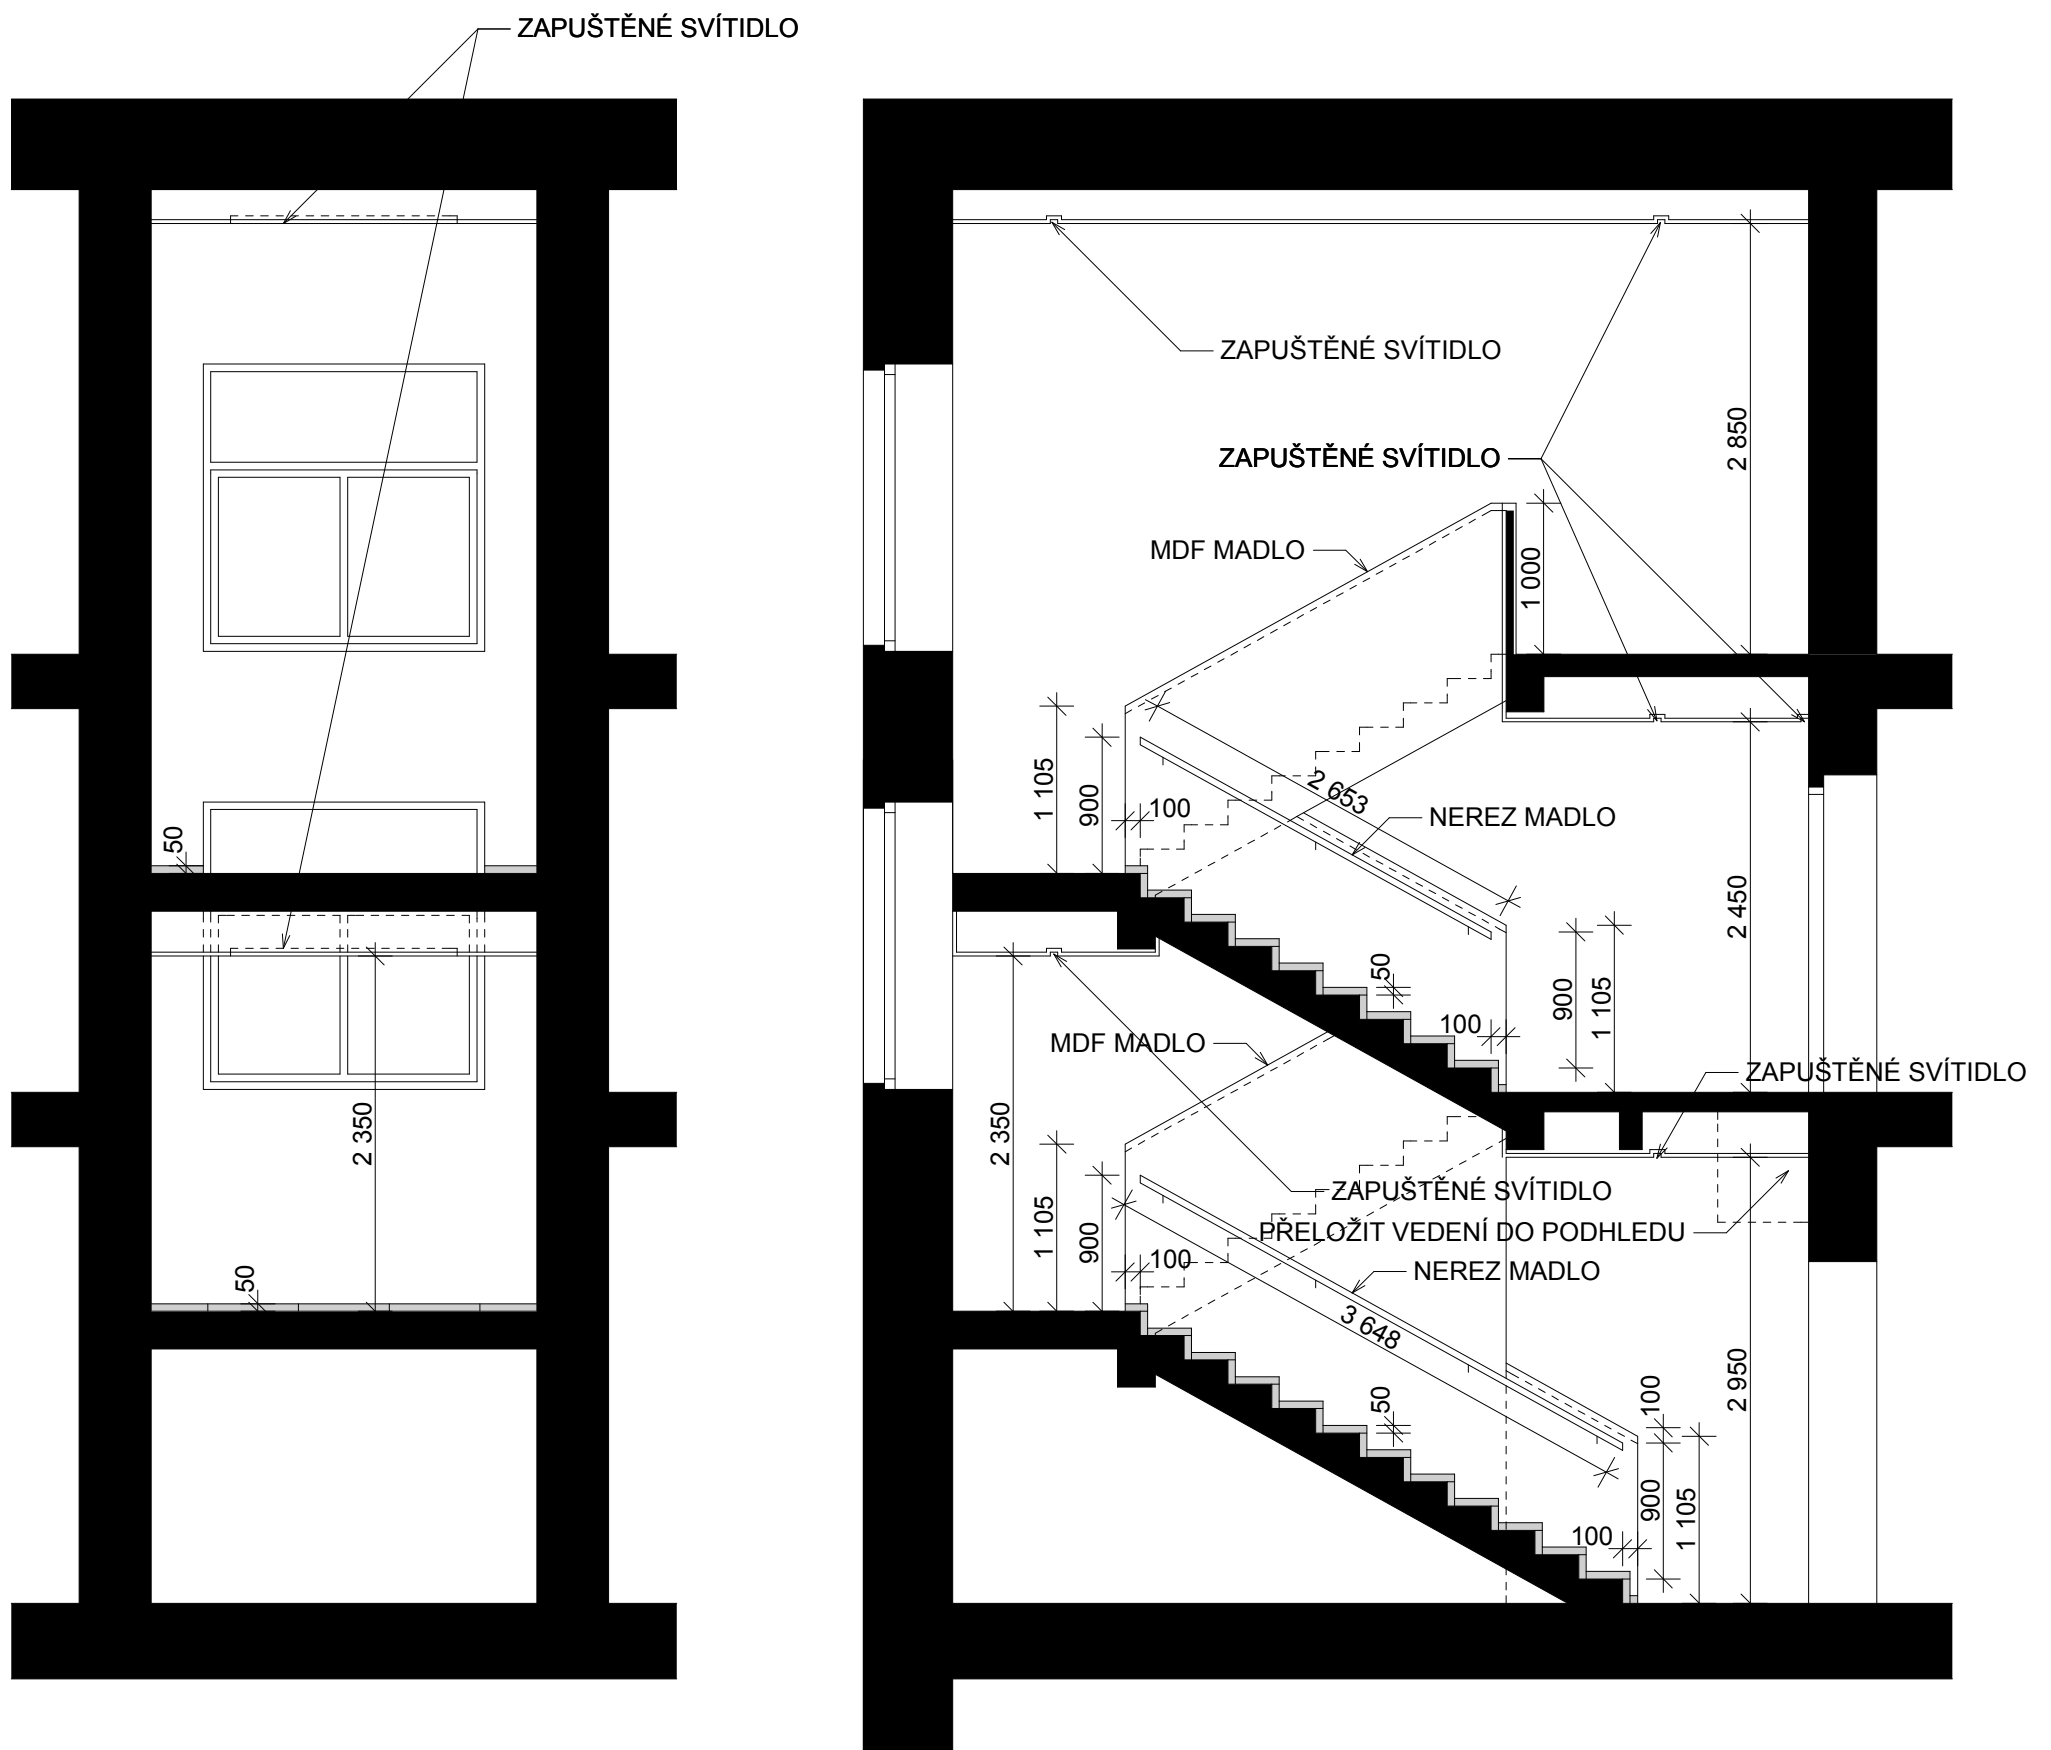 ZAPUŠTĚNÉ SVÍTIDLO
50
2 350
50
ZAPUŠTĚNÉ SVÍTIDLO
ZAPUŠTĚNÉ SVÍTIDLO
2 850
MDF MADLO
1 000
1 105
900
100
2 653
NEREZ MADLO
2 450
50
100
900
1 105
MDF MADLO
ZAPUŠTĚNÉ SVÍTIDLO
2 350
1 105
900
100
ZAPUŠTĚNÉ SVÍTIDLO
PŘELOŽIT VEDENÍ DO PODHLEDU
NEREZ MADLO
3 648
50
2 950
100
900
1 105
100